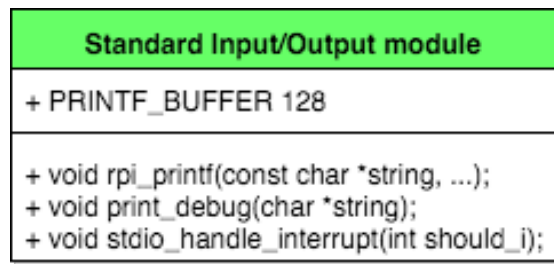 Standard Input/Output module
+ PRINTF_BUFFER 128
+ void rpi_printf(const char *string, ...);
+ void print_debug(char *string);
+ void stdio_handle_interrupt(int should_i);